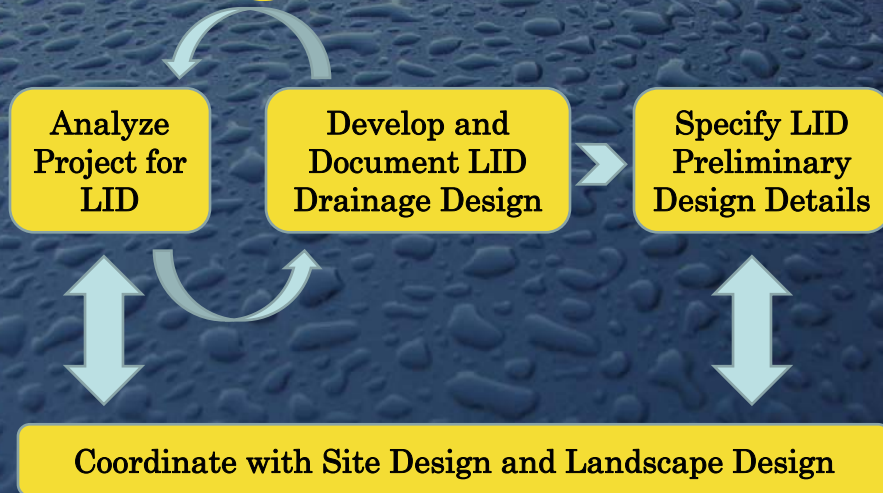 Analyze
Project for
LID
Develop and
Document LID
Drainage Design
Specify LID
Preliminary
Design Details
Coordinate with Site Design and Landscape Design